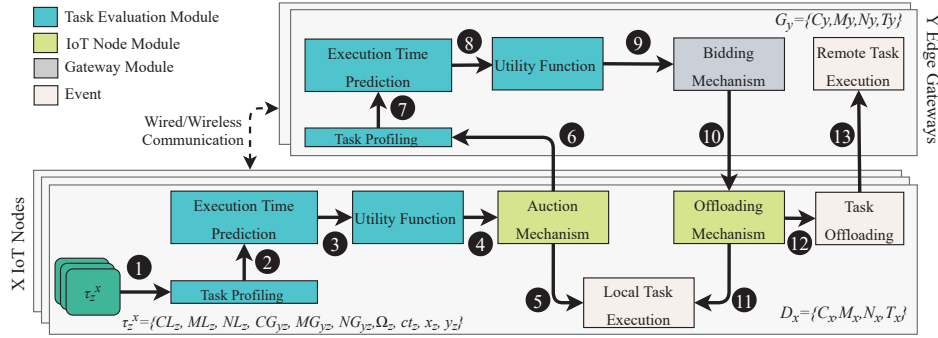 Task Evaluation Module
IoT Node Module
Gateway Module
Event
Wired/Wireless
Communication
Y Edge Gateways
G_y={Cy,My,Ny,Ty}
Execution Time
Prediction
8
Utility Function
9
Bidding
Mechanism
Remote Task
Execution
7
Task Profiling
6
10
13
X IoT Nodes
Execution Time
Prediction
3
Utility Function
4
Auction
Mechanism
Offloading
Mechanism
12
Task
Offloading
τ_z^x
1
2
Task Profiling
5
Local Task
Execution
11
τ_z^x={CL_z, ML_z, NL_z, CG_yz, MG_yz, NG_yz,Ω_z, ct_z, x_z, y_z}
D_x={C_x,M_x,N_x,T_x}